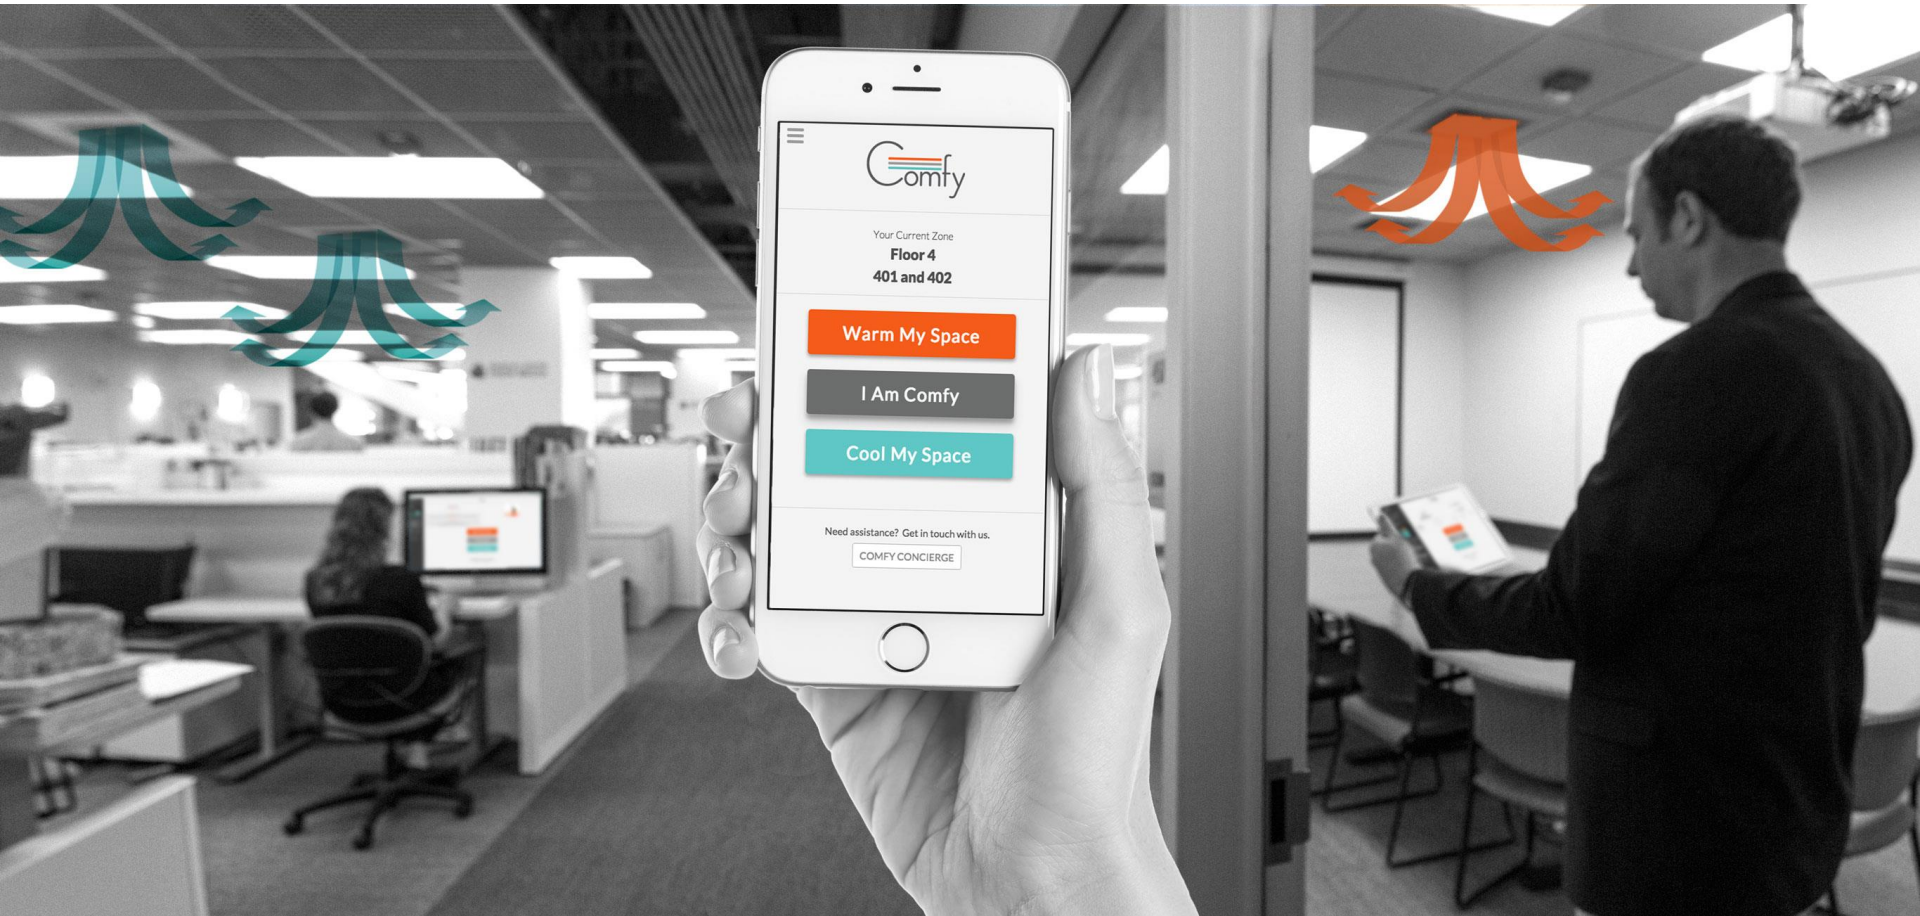 Comfy
Your Current Zone
Floor 4
401 and 402
Warm My Space
I Am Comfy
Cool My Space
Need assistance? Get in touch with us.
COMFY CONCIERGE